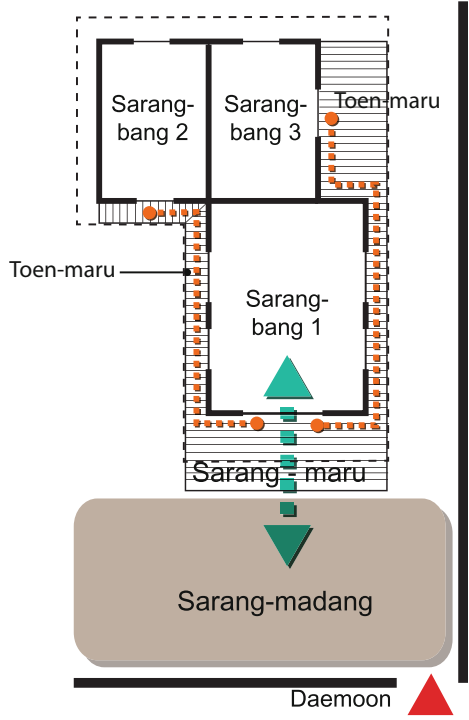 Toen-maru
Sarang-
bang 2
Sarang-
bang 3
Toen-maru
Sarang-
bang 1
Sarang - maru
Sarang-madang
Daemoon